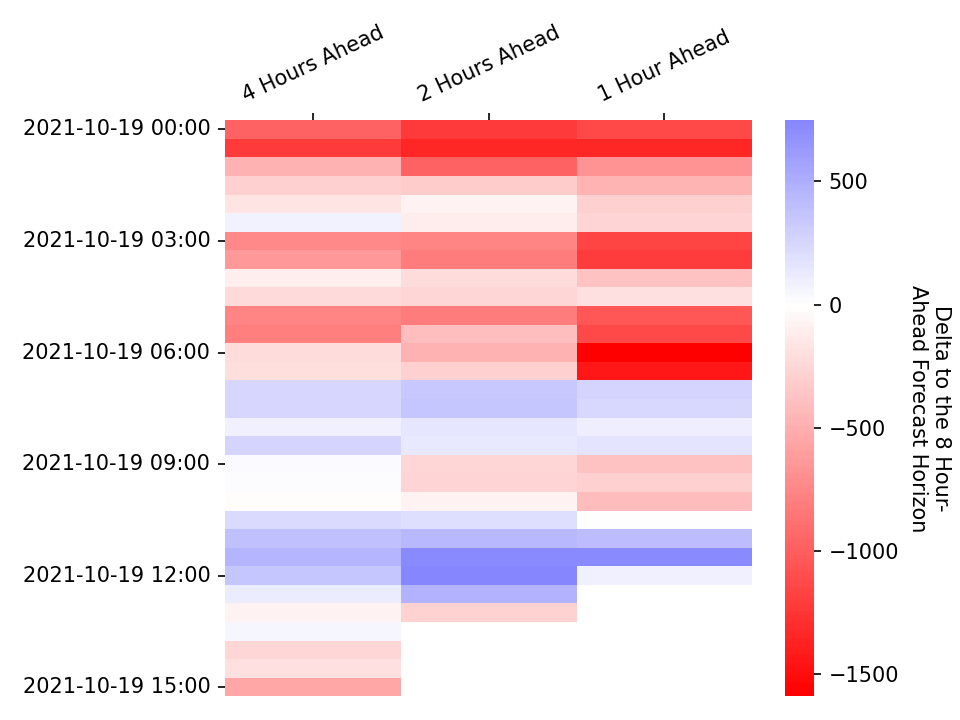 4 Hours Ahead
2 Hours Ahead
1 Hour Ahead
2021-10-19 00:00
2021-10-19 03:00
2021-10-19 06:00
2021-10-19 09:00
2021-10-19 12:00
2021-10-19 15:00
500
0
−500
−1000
−1500
Delta to the 8 Hour-
Ahead Forecast Horizon